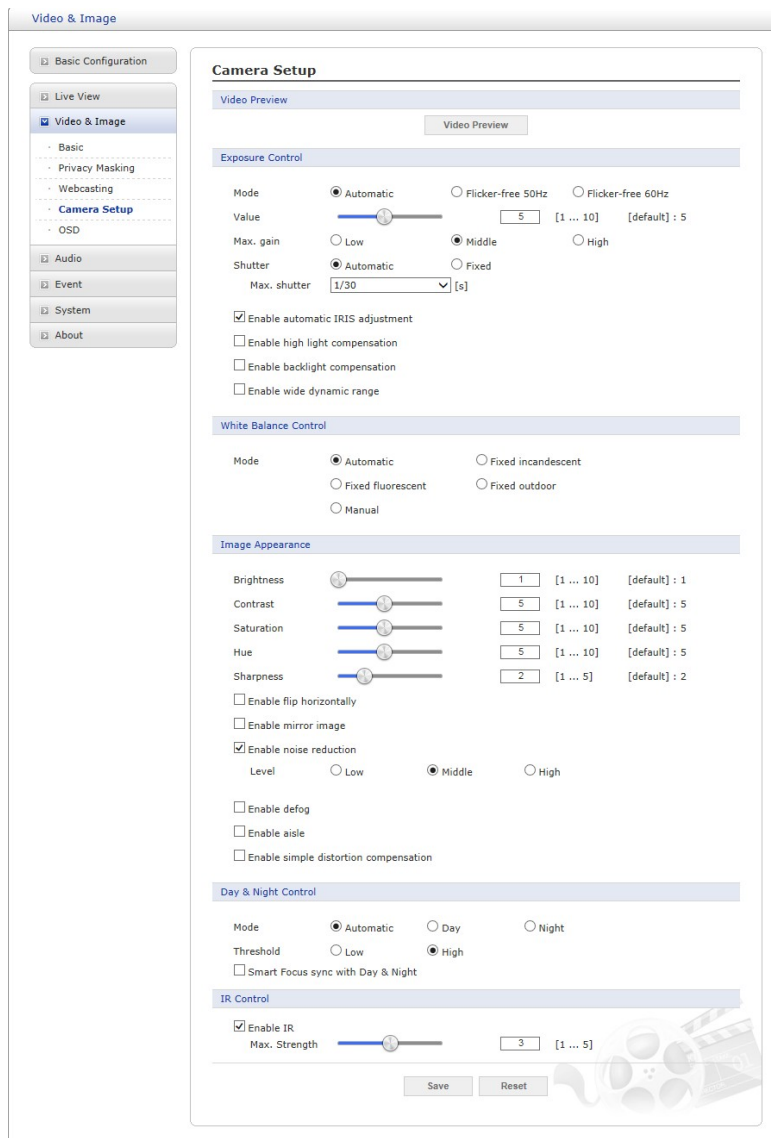 Video & Image
Basic Configuration
Live View
Video & Image
Basic
Privacy Masking
Webcasting
Camera Setup
OSD
Audio
Event
System
About
Camera Setup
Video Preview
Video Preview
Exposure Control
Mode Automatic Flicker-free 50Hz Flicker-free 60Hz
Value 5 [1 ... 10] [default] : 5
Max. gain Low Middle High
Shutter Automatic Fixed
Max. shutter 1/30 [s]
Enable automatic IRIS adjustment
Enable high light compensation
Enable backlight compensation
Enable wide dynamic range
White Balance Control
Mode Automatic Fixed incandescent
Fixed fluorescent Fixed outdoor
Manual
Image Appearance
Brightness 1 [1 ... 10] [default] : 1
Contrast 5 [1 ... 10] [default] : 5
Saturation 5 [1 ... 10] [default] : 5
Hue 5 [1 ... 10] [default] : 5
Sharpness 2 [1 ... 5] [default] : 2
Enable flip horizontally
Enable mirror image
Enable noise reduction
Level Low Middle High
Enable defog
Enable aisle
Enable simple distortion compensation
Day & Night Control
Mode Automatic Day Night
Threshold Low High
Smart Focus sync with Day & Night
IR Control
Enable IR
Max. Strength 3 [1 ... 5]
Save Reset